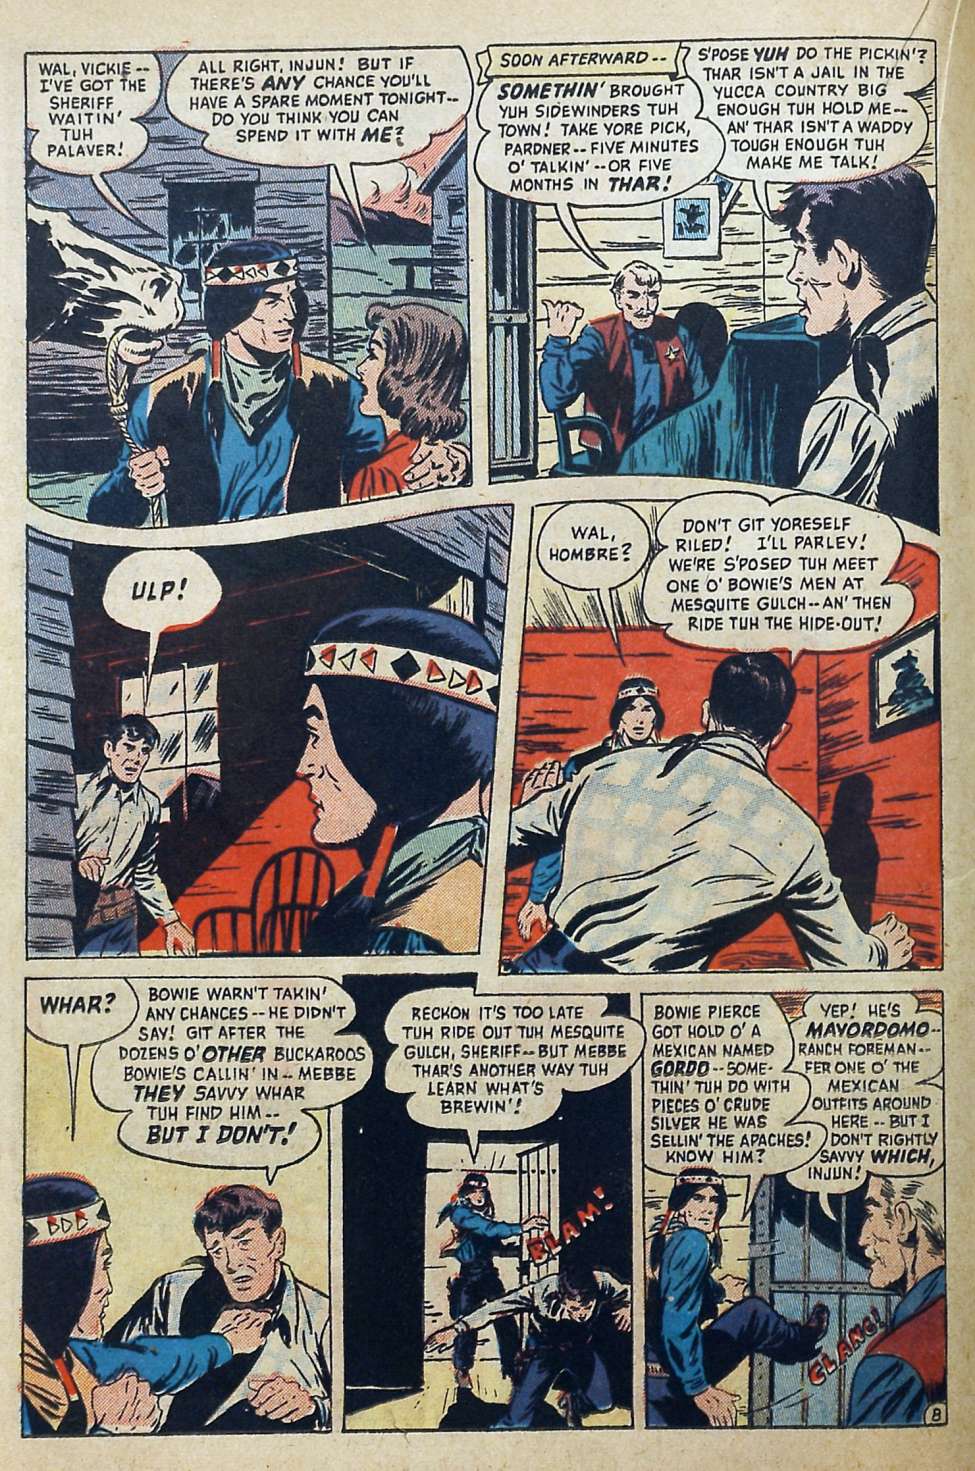 WAL, VICKIE--
I'VE GOT THE
SHERIFF
WAITIN'
TUH
PALAVER!
ALL RIGHT, INJUN! BUT IF
THERE'S ANY CHANCE YOU'LL
HAVE A SPARE MOMENT TONIGHT--
DO YOU THINK YOU CAN
SPEND IT WITH ME?
SOON AFTERWARD--
SOMETHIN' BROUGHT
YUH SIDEWINDERS TUH
TOWN! TAKE YORE PICK,
PARDNER--FIVE MINUTES
O' TALKIN'--OR FIVE
MONTHS IN THAR!
S'POSE YUH DO THE PICKIN'?
THAR ISN'T A JAIL IN THE
YUCCA COUNTRY BIG
ENOUGH TUH HOLD ME--
AN' THAR ISN'T A WADDY
TOUGH ENOUGH TUH
MAKE ME TALK!
ULP!
WAL,
HOMBRE?
DON'T GIT YORESELF
RILED! I'LL PARLEY!
WE'RE S'POSED TUH MEET
ONE O' BOWIE'S MEN AT
MESQUITE GULCH--AN' THEN
RIDE TUH THE HIDE-OUT!
WHAR?
BOWIE WARN'T TAKIN'
ANY CHANCES--HE DIDN'T
SAY! GIT AFTER THE
DOZENS O' OTHER BUCKAROOS
BOWIE'S CALLIN' IN--MEBBE
THEY SAVVY WHAR
TUH FIND HIM--
BUT I DON'T!
RECKON IT'S TOO LATE
TUH RIDE OUT TUH MESQUITE
GULCH, SHERIFF--BUT MEBBE
THAR'S ANOTHER WAY TUH
LEARN WHAT'S
BREWIN'!
BLAM!
BOWIE PIERCE
GOT HOLD O' A
MEXICAN NAMED
GORDO--SOME-
THIN' TUH DO WITH
PIECES O' CRUDE
SILVER HE WAS
SELLIN' THE APACHES!
KNOW HIM?
YEP! HE'S
MAYORDOMO--
RANCH FOREMAN--
FER ONE O' THE
MEXICAN
OUTFITS AROUND
HERE--BUT I
DON'T RIGHTLY
SAVVY WHICH,
INJUN!
CLANG!
8